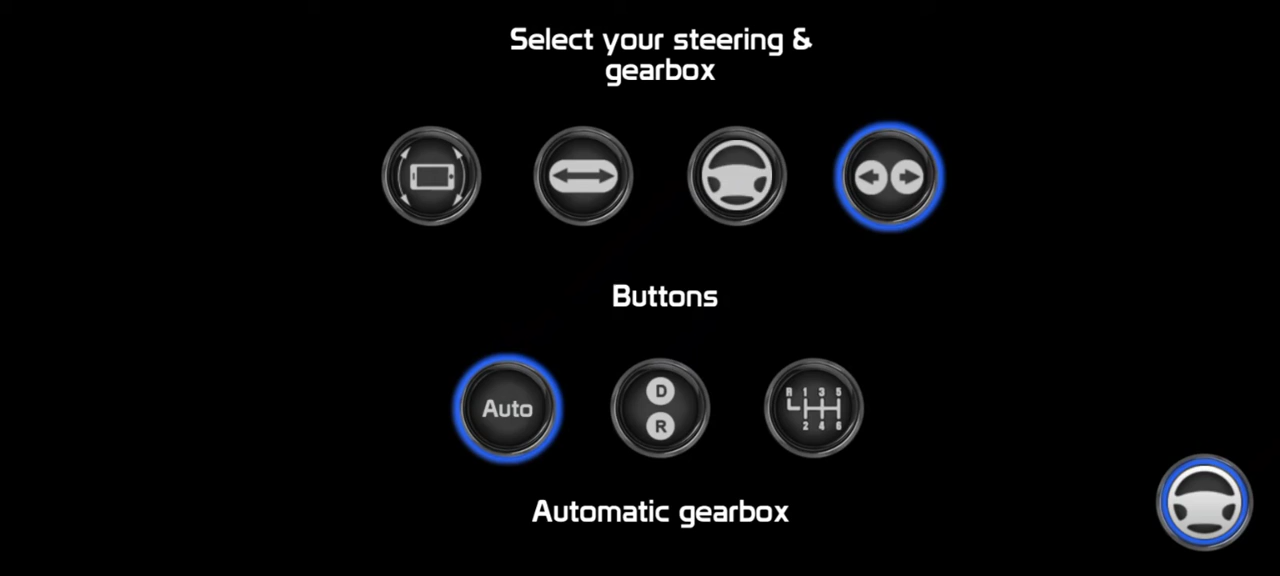 Select your steering &
gearbox
Buttons
Auto
D
R
R 1 3 5
2 4 6
Automatic gearbox